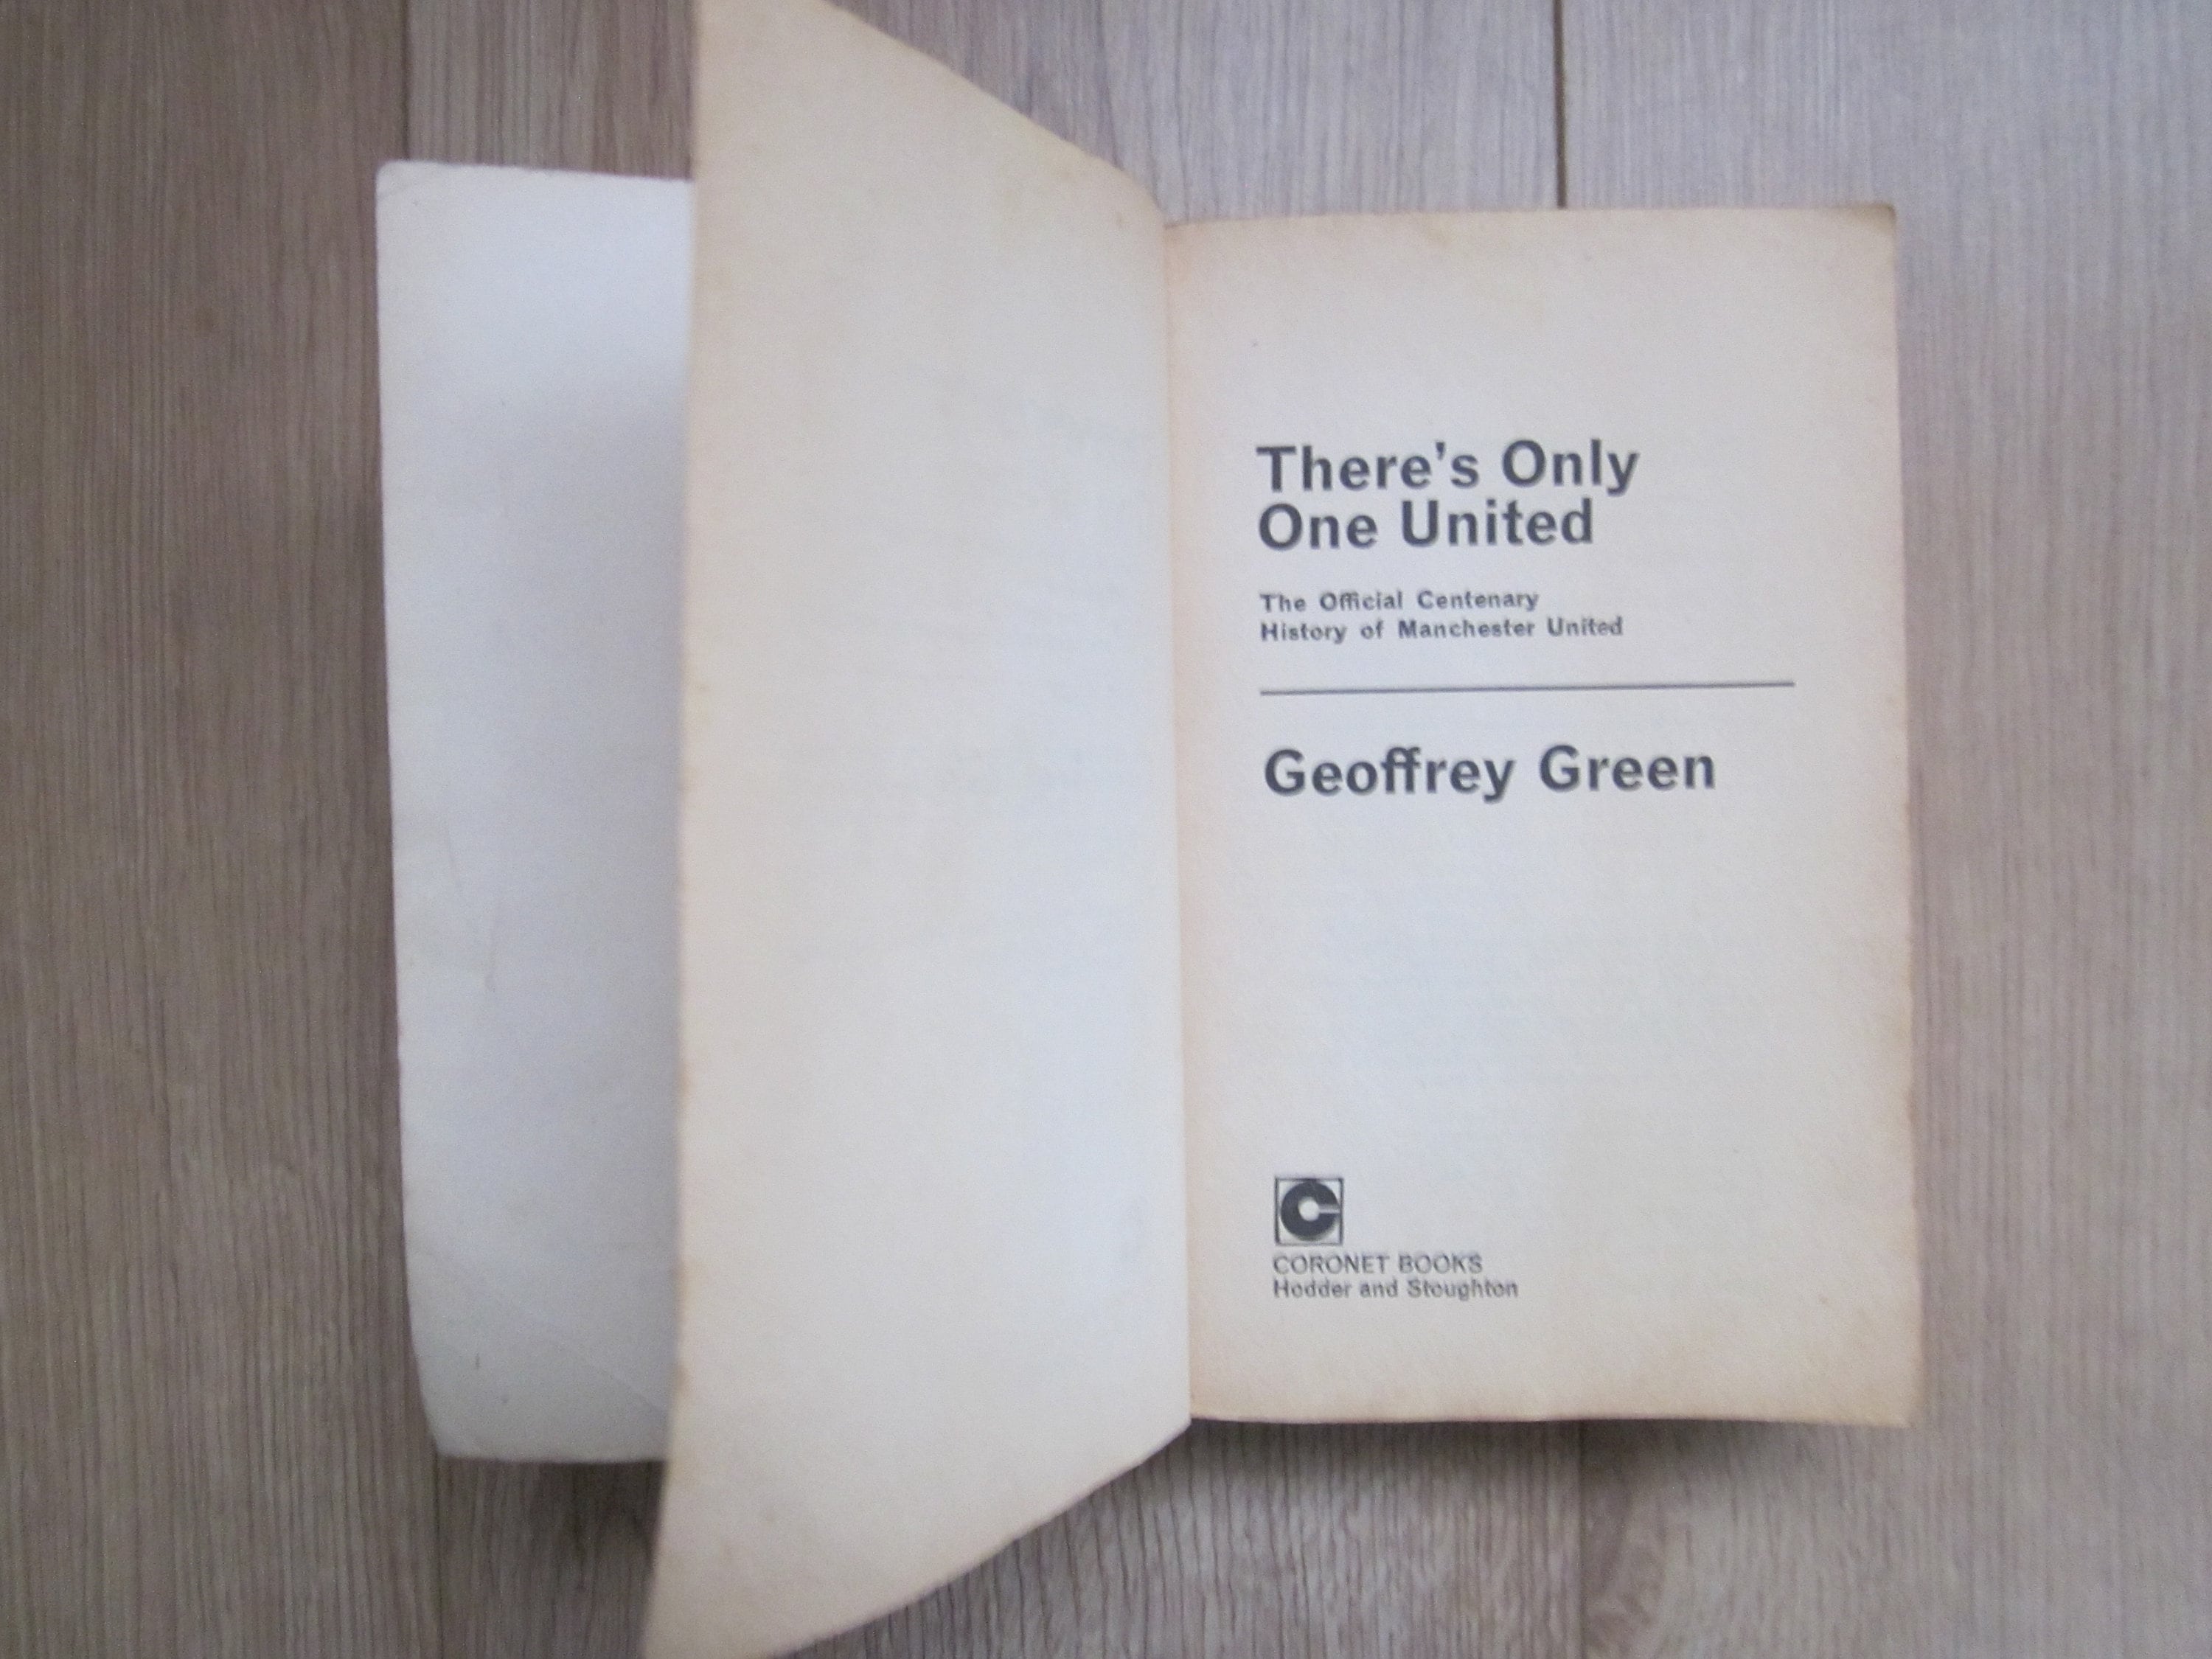 There's Only
One United
The Official Centenary
History of Manchester United
Geoffrey Green
C
CORONET BOOKS
Hodder and Stoughton